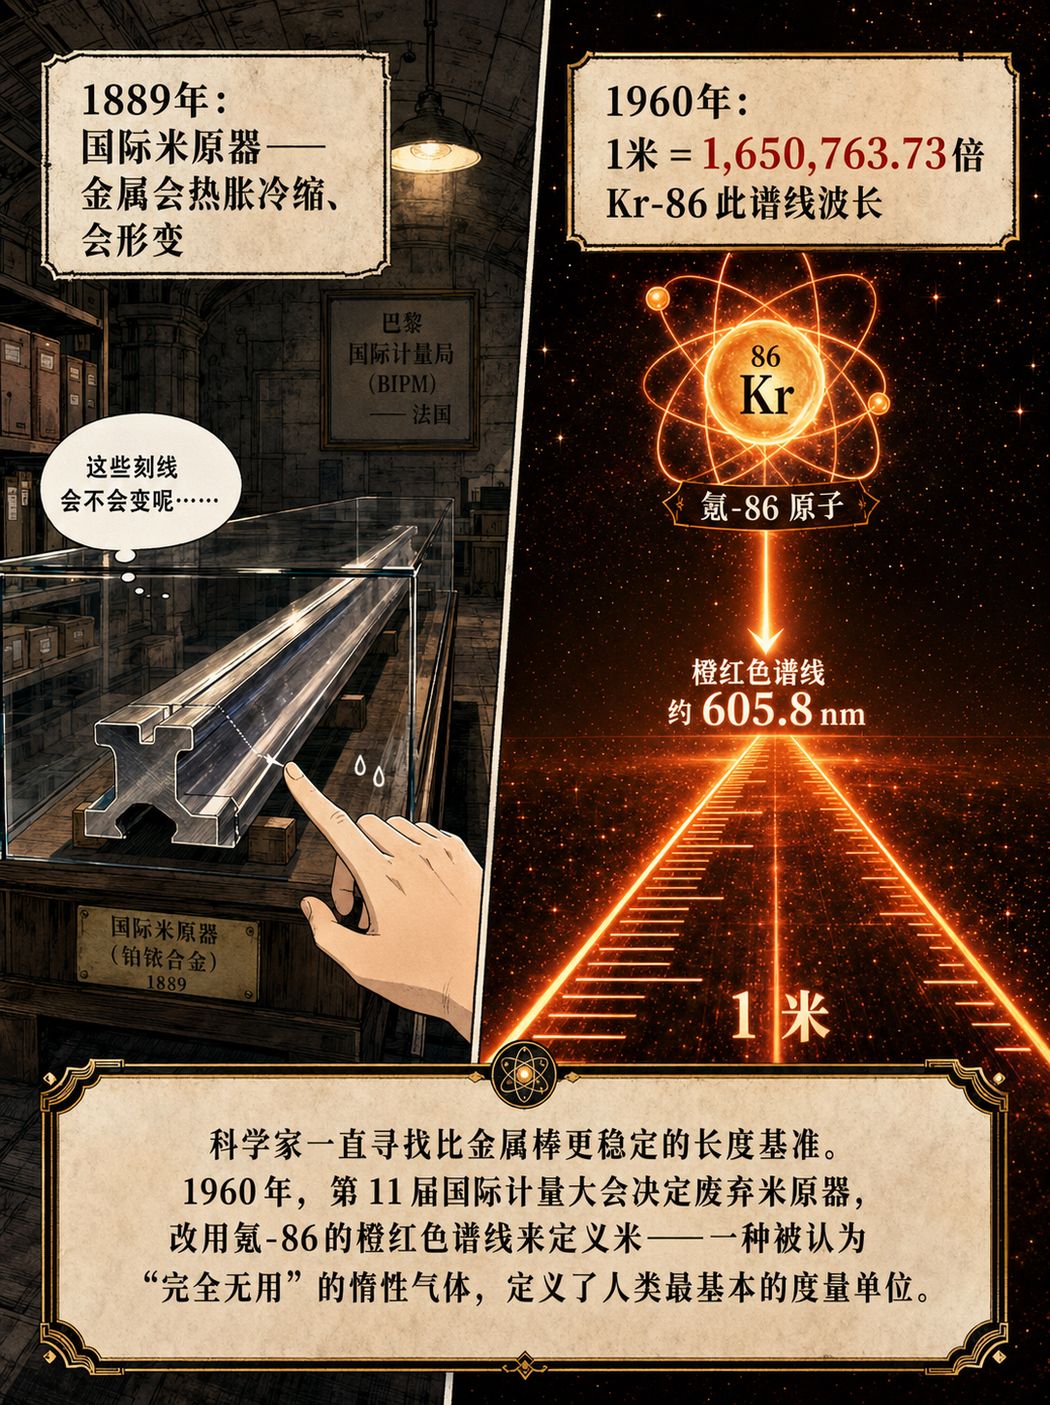 1889年：
国际米原器——
金属会热胀冷缩、
会形变
1960年：
1米 = 1,650,763.73倍
Kr-86 此谱线波长
巴黎
国际计量局
（BIPM）
—— 法国
86
Kr
这些刻线
会不会变呢……
氪-86 原子
橙红色谱线
约 605.8 nm
国际米原器
（铂铱合金）
1889
1 米
科学家一直寻找比金属棒更稳定的长度基准。
1960年，第 11 届国际计量大会决定废弃米原器，
改用氪-86的橙红色谱线来定义米——一种被认为
“完全无用”的惰性气体，定义了人类最基本的度量单位。